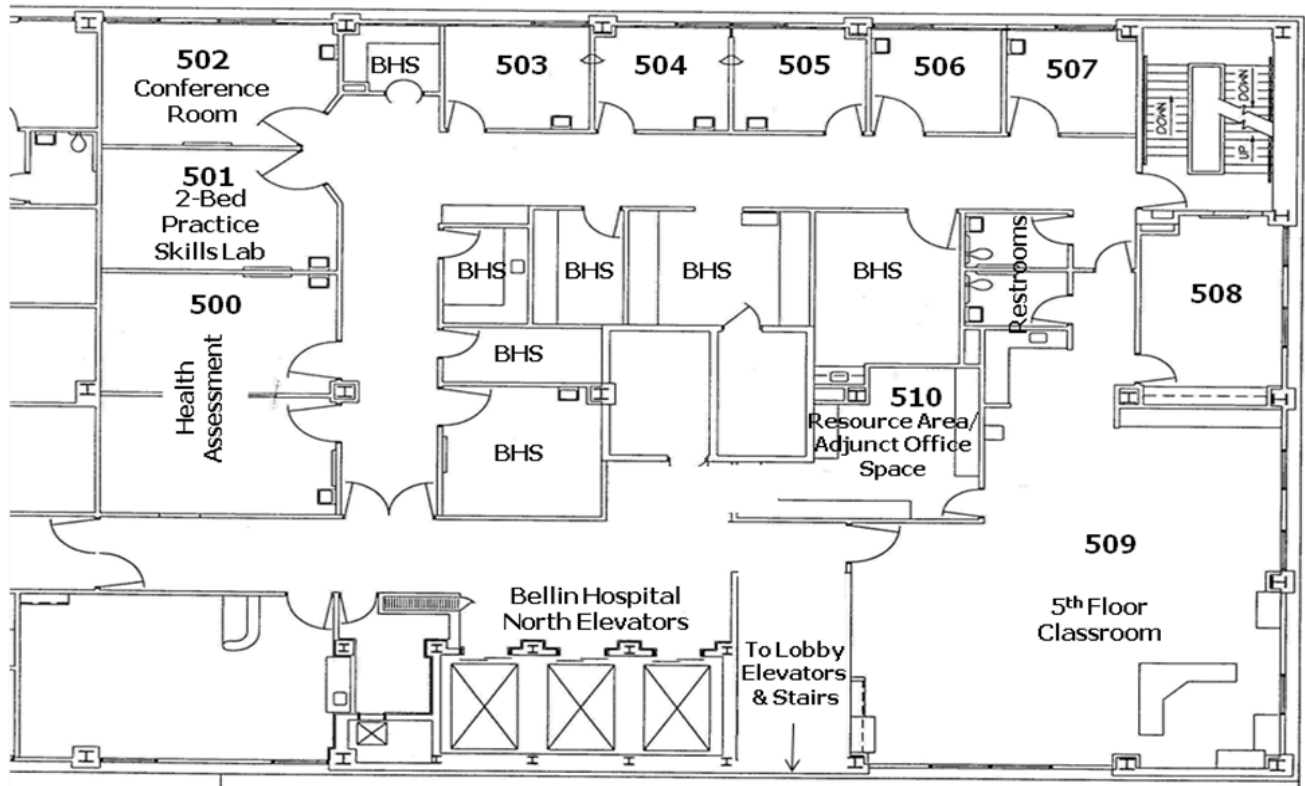 502
Conference
Room
BHS
503
504
505
506
507
DOWN
DOWN
UP
501
2-Bed
Practice
Skills Lab
BHS
BHS
BHS
BHS
Restrooms
508
500
Health
Assessment
BHS
BHS
510
Resource Area/
Adjunct Office
Space
509
5th Floor
Classroom
Bellin Hospital
North Elevators
To Lobby
Elevators
& Stairs